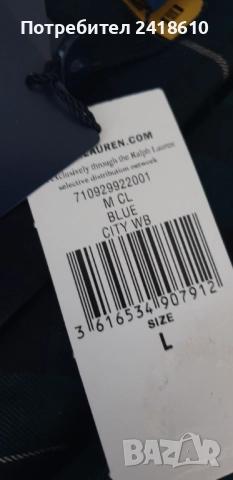 Потребител 2418610
LAUREN.COM
exclusively through the Ralph Lauren
selective distribution network
710929922001
M CL
BLUE
CITY WB
3 616534 907912
SIZE
L
BAZAR